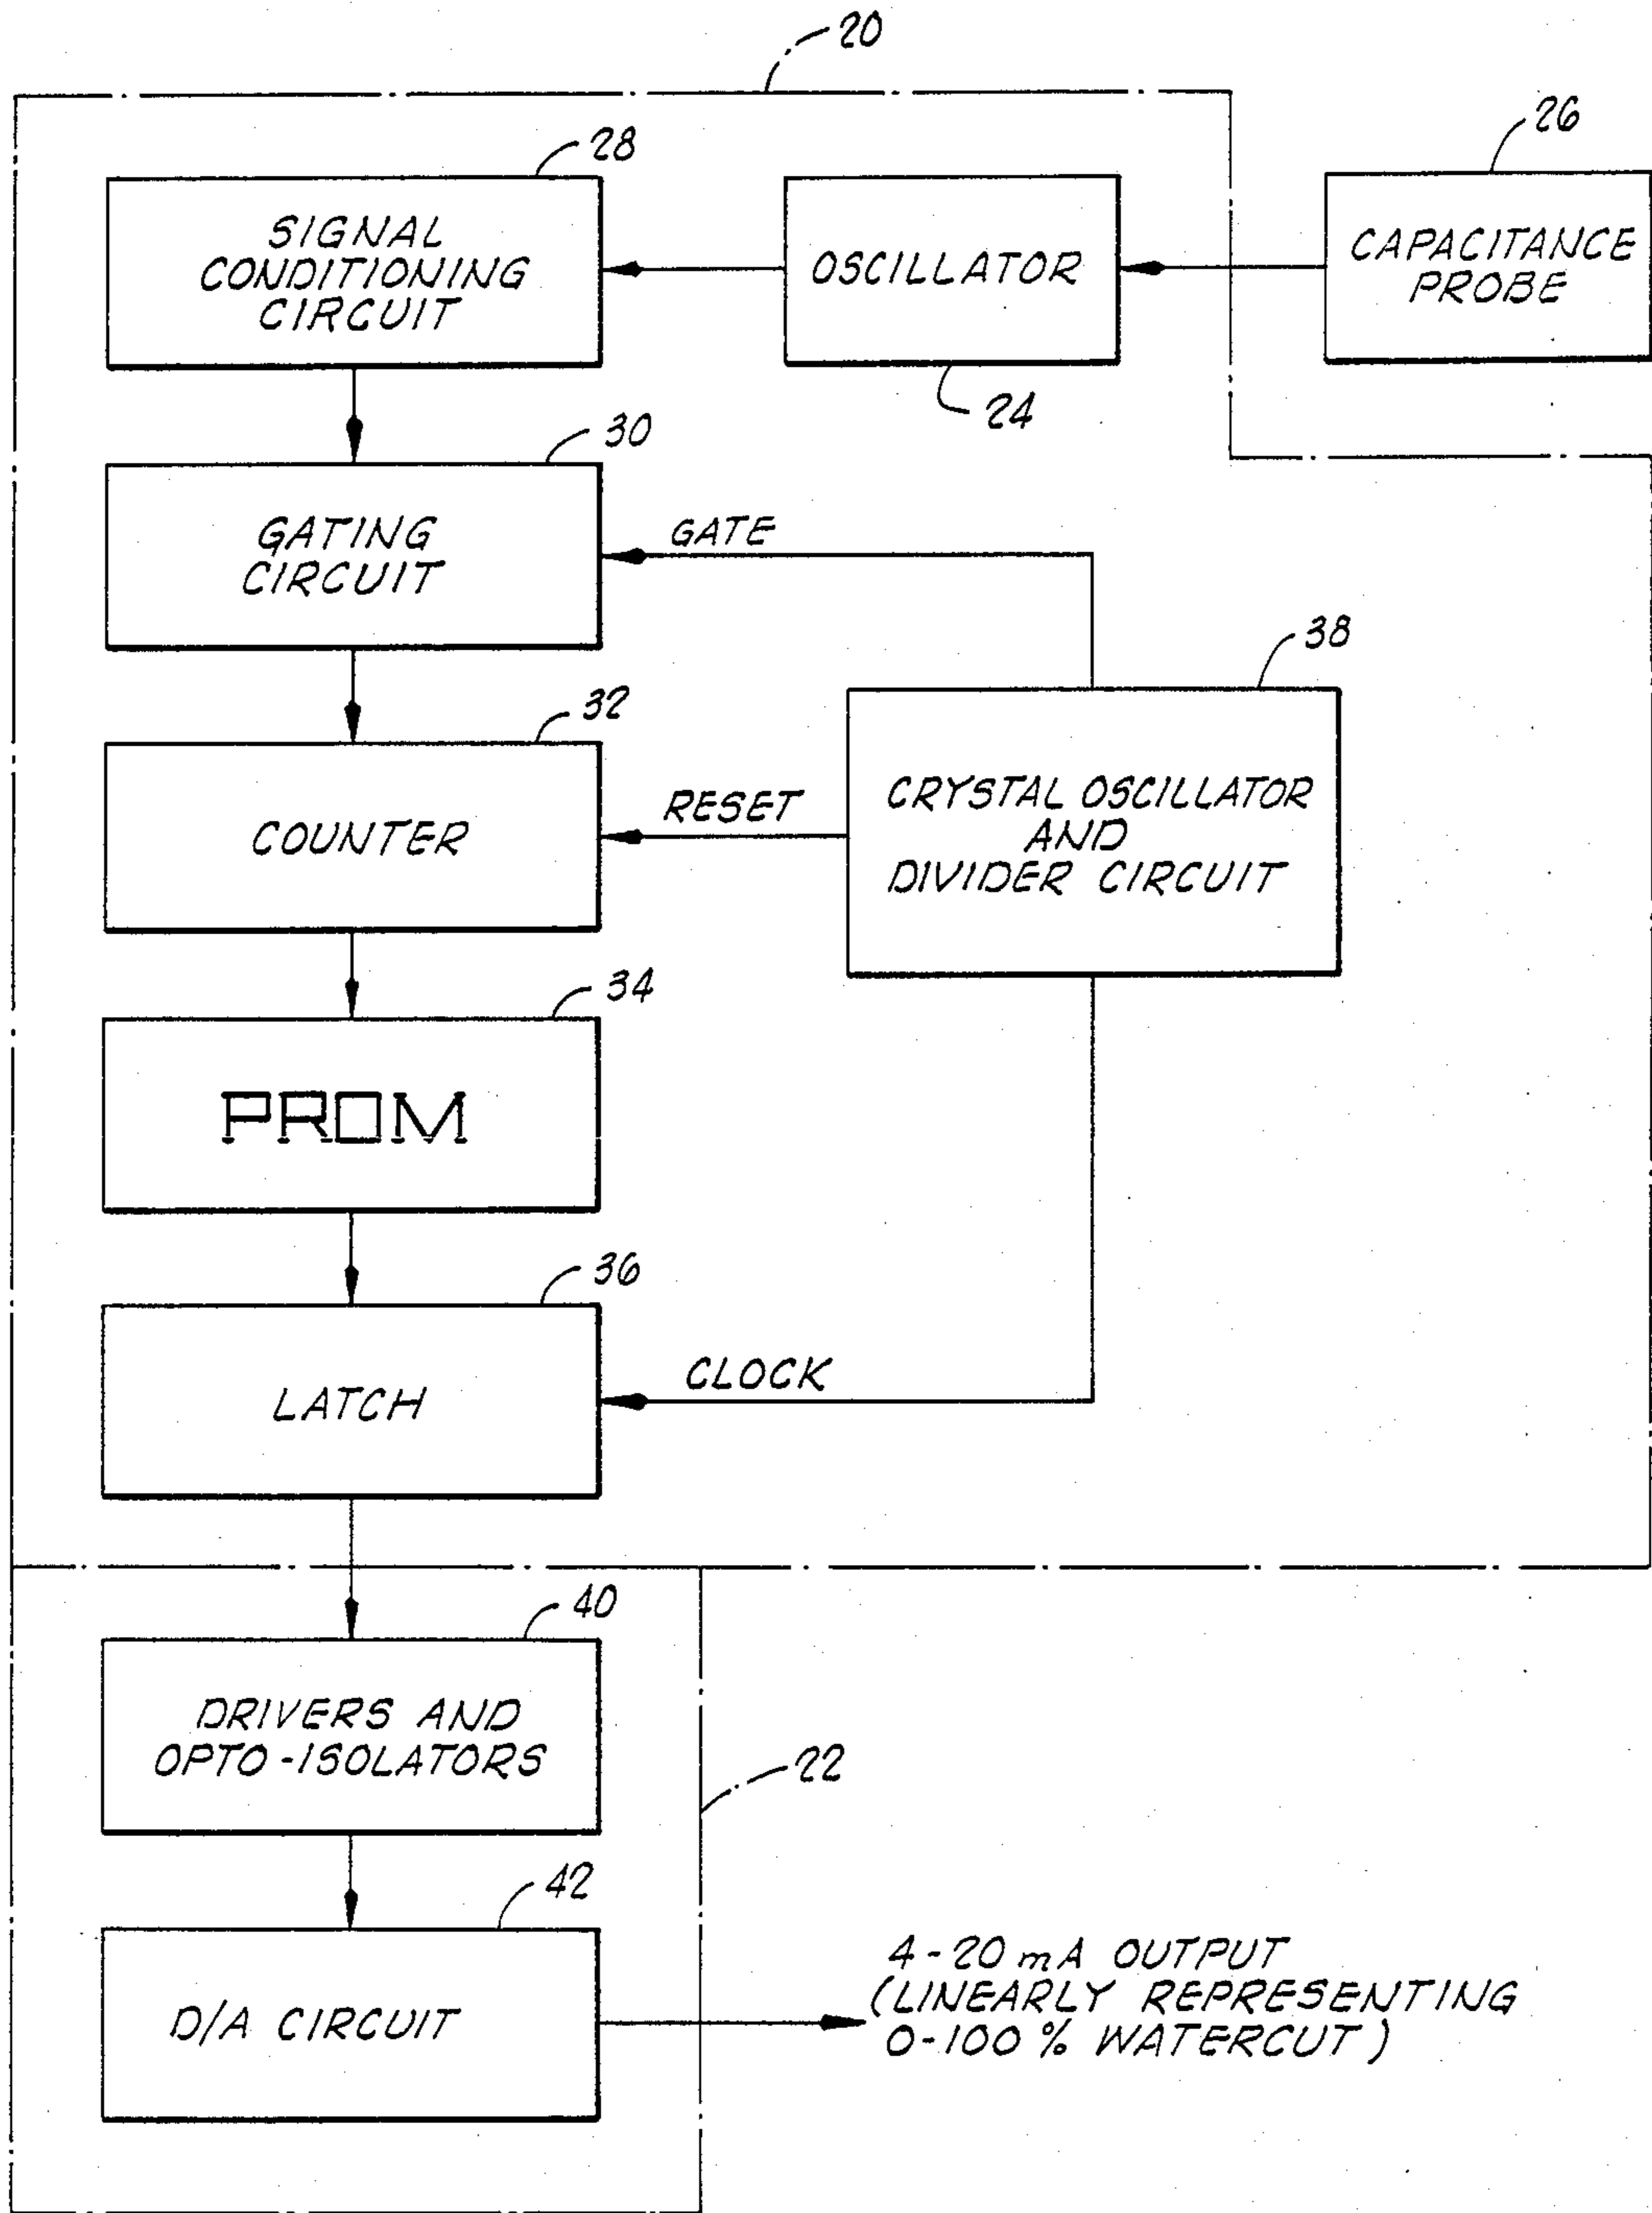 20
26
28
SIGNAL
CONDITIONING
CIRCUIT
OSCILLATOR
24
CAPACITANCE
PROBE
30
GATING
CIRCUIT
GATE
38
32
COUNTER
RESET
CRYSTAL OSCILLATOR
AND
DIVIDER CIRCUIT
34
PROM
36
LATCH
CLOCK
40
DRIVERS AND
OPTO-ISOLATORS
22
42
D/A CIRCUIT
4-20 mA OUTPUT
(LINEARLY REPRESENTING
0-100% WATERCUT)